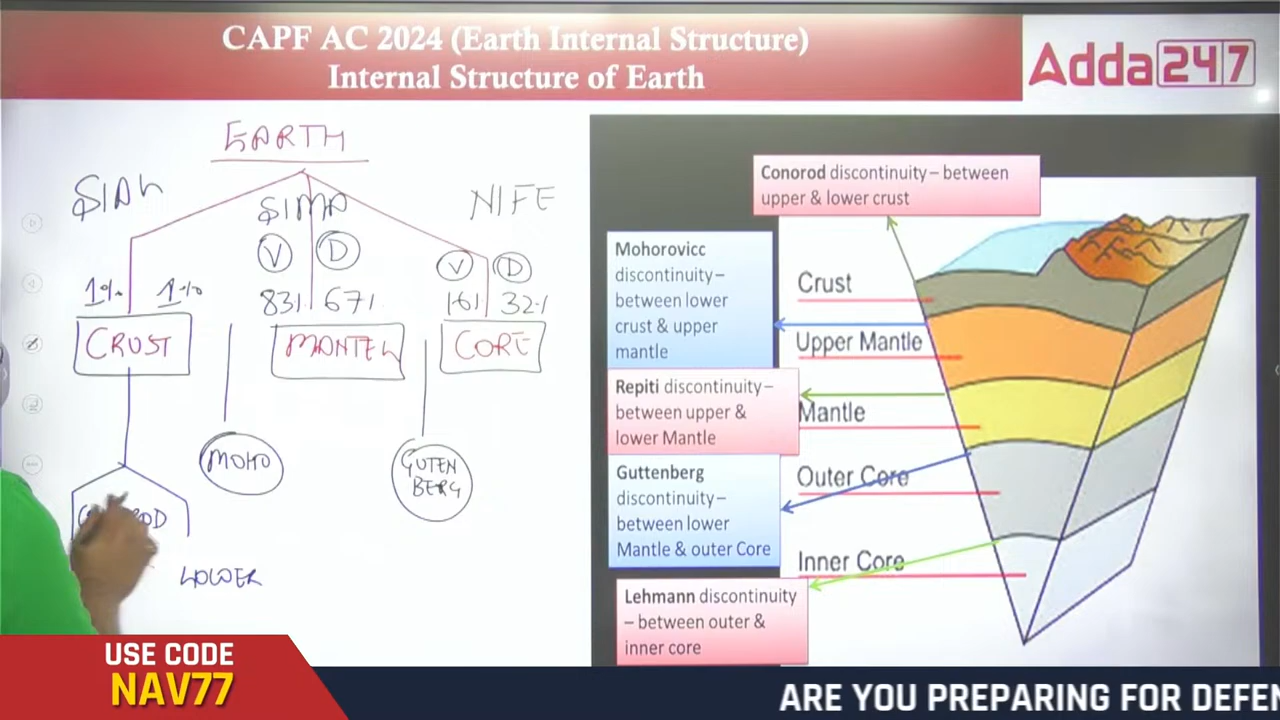 CAPF AC 2024 (Earth Internal Structure)
Internal Structure of Earth
Adda247
EARTH
SIAL
SIMA
NIFE
V D
V D
1% 1%
83% 67%
16% 32%
CRUST
MANTEL
CORE
MOHO
GUTEN
BERG
LOWER
Conorod discontinuity – between
upper & lower crust
Mohorovicc
discontinuity –
between lower
crust & upper
mantle
Repiti discontinuity –
between upper &
lower Mantle
Guttenberg
discontinuity –
between lower
Mantle & outer Core
Lehmann discontinuity
– between outer &
inner core
Crust
Upper Mantle
Mantle
Outer Core
Inner Core
USE CODE
NAV77
ARE YOU PREPARING FOR DEFEN